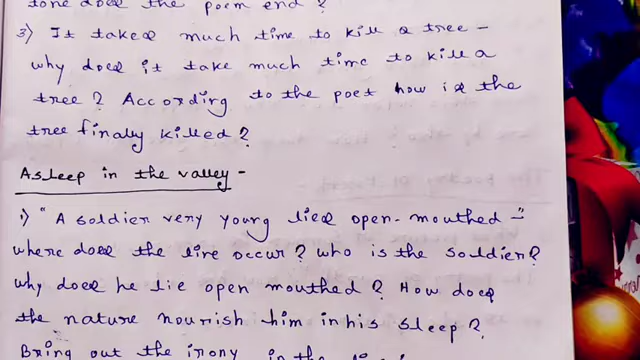 tone does the poem end ?
3) It takes much time to kill a tree –
why does it take much time to kill a
tree ? According to the poet how is the
tree finally killed ?
Asleep in the valley –
1) "A soldier very young lies open-mouthed –"
where does the line occur ? who is the soldier ?
why does he lie open mouthed ? How does
the nature nourish him in his sleep ?
Bring out the irony in the